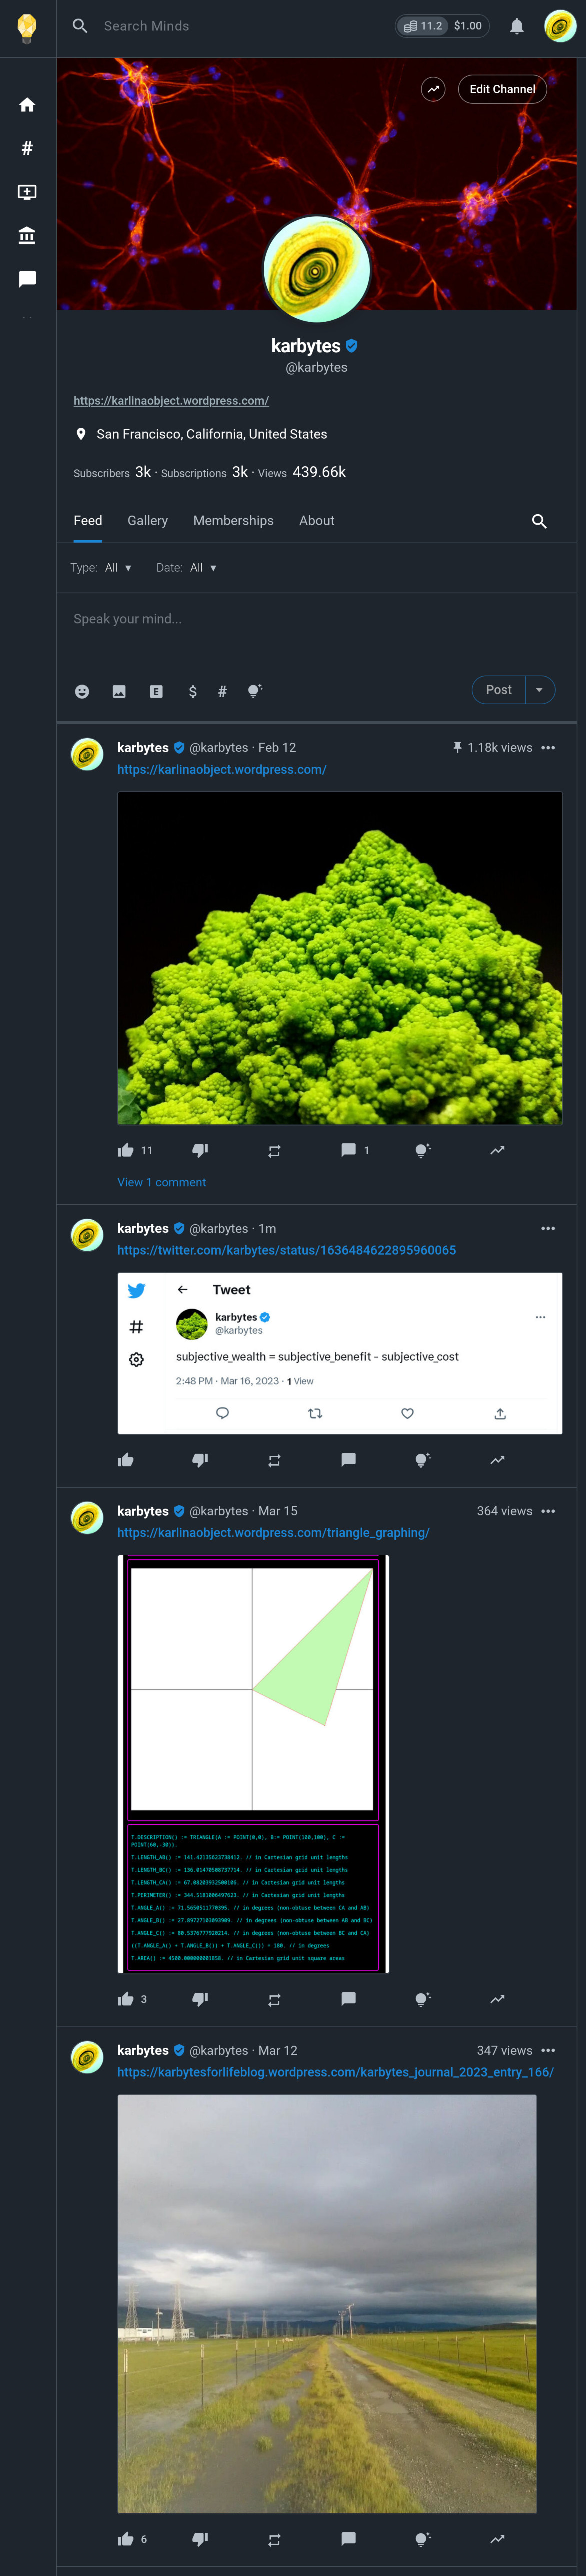 Search Minds
11.2 $1.00
Edit Channel
karbytes
@karbytes
https://karlinaobject.wordpress.com/
San Francisco, California, United States
Subscribers 3k · Subscriptions 3k · Views 439.66k
Feed Gallery Memberships About
Type: All ▾ Date: All ▾
Speak your mind...
E $ # Post
karbytes @karbytes · Feb 12 1.18k views
https://karlinaobject.wordpress.com/
11 1
View 1 comment
karbytes @karbytes · 1m
https://twitter.com/karbytes/status/1636484622895960065
Tweet
karbytes
@karbytes
subjective_wealth = subjective_benefit - subjective_cost
2:48 PM · Mar 16, 2023 · 1 View
karbytes @karbytes · Mar 15 364 views
https://karlinaobject.wordpress.com/triangle_graphing/
T.DESCRIPTION() := TRIANGLE(A := POINT(0,0), B:= POINT(100,100), C :=
POINT(60,-30)).
T.LENGTH_AB() := 141.4213562373
// in Cartesian grid unit lengths
T.LENGTH_BC() := 136.014705087
// in Cartesian grid unit lengths
T.LENGTH_CA() := 67.082039325
// in Cartesian grid unit lengths
T.PERIMETER() := 344.5181006497623. // in Cartesian grid unit lengths
T.ANGLE_A() := 71.5650511770395. // in degrees (non-obtuse between CA and AB)
T.ANGLE_B() := 27.89727103093909. // in degrees (non-obtuse between AB and BC)
T.ANGLE_C() := 80.5376777920214. // in degrees (non-obtuse between BC and CA)
((T.ANGLE_A() + T.ANGLE_B()) + T.ANGLE_C()) = 180. // in degrees
T.AREA() := 4500.000000001858. // in Cartesian grid unit square areas
3
karbytes @karbytes · Mar 12 347 views
https://karbytesforlifeblog.wordpress.com/karbytes_journal_2023_entry_166/
6